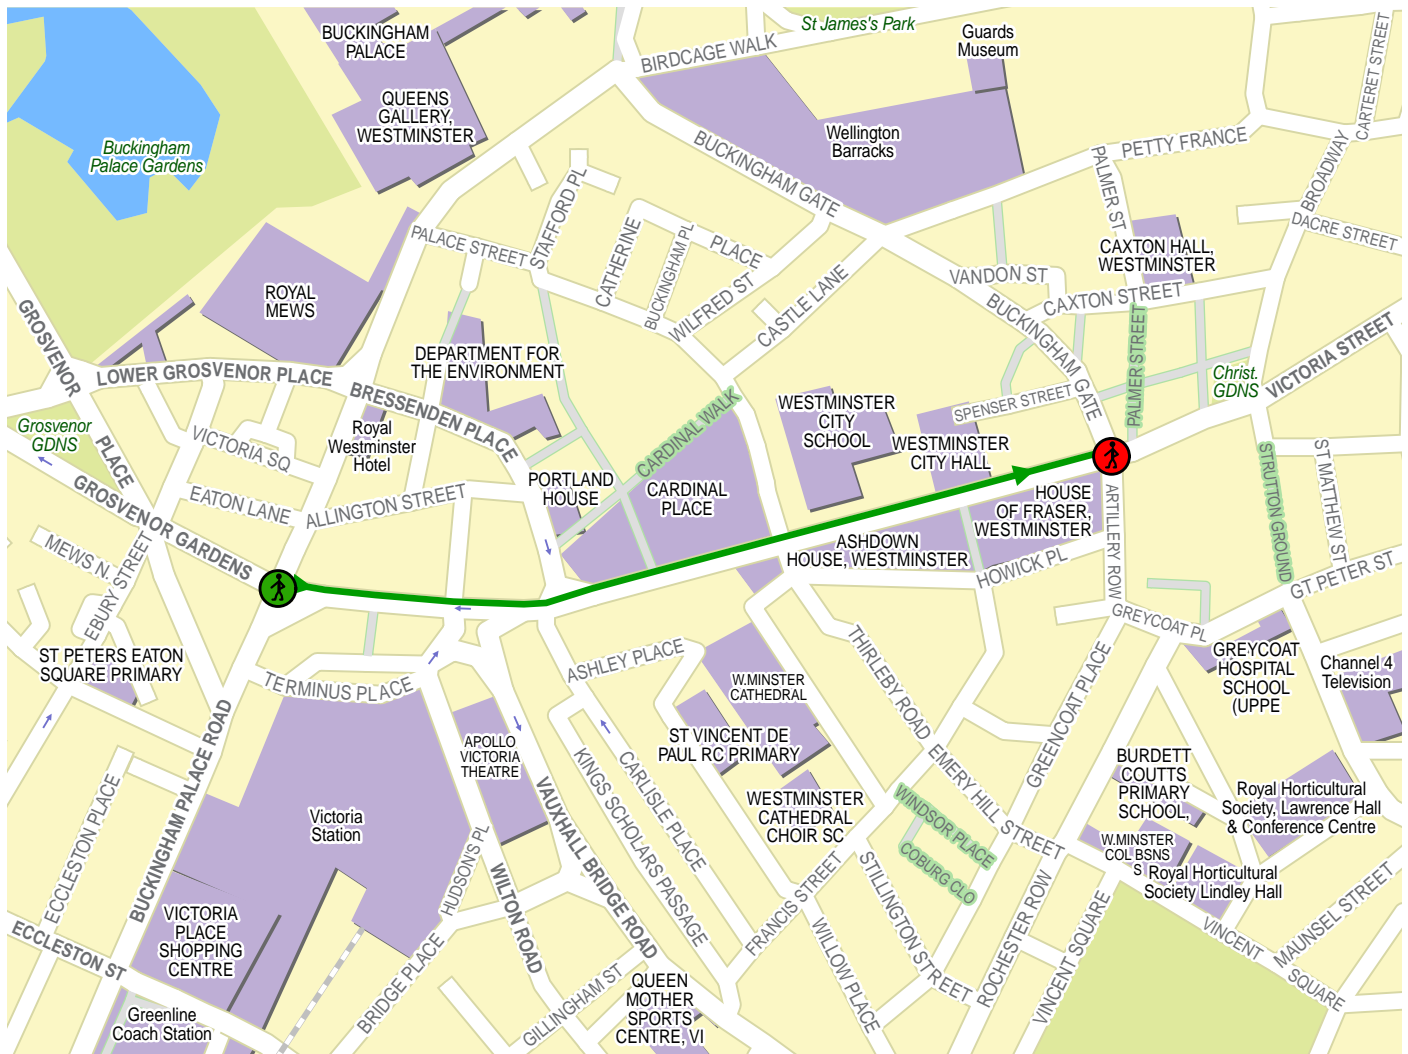 St James's Park
BUCKINGHAM
PALACE
Guards
Museum
BIRDCAGE WALK
CARTERET STREET
QUEENS
GALLERY,
WESTMINSTER
Wellington
Barracks
Buckingham
Palace Gardens
BUCKINGHAM GATE
PETTY FRANCE
PALMER ST
BROADWAY
STAFFORD PL
DACRE STREET
PALACE STREET
CATHERINE
PLACE
BUCKINGHAM PL
CAXTON HALL,
WESTMINSTER
VANDON ST
CAXTON STREET
ROYAL
MEWS
WILFRED ST
CASTLE LANE
BUCKINGHAM GATE
PALMER STREET
VICTORIA STREET
GROSVENOR
PLACE
DEPARTMENT FOR
THE ENVIRONMENT
LOWER GROSVENOR PLACE
BRESSENDEN PLACE
Christ.
GDNS
SPENSER STREET
WESTMINSTER
CITY
SCHOOL
CARDINAL WALK
Grosvenor
GDNS
Royal
Westminster
Hotel
VICTORIA SQ
WESTMINSTER
CITY HALL
STRUTTON GROUND
ST MATTHEW ST
PORTLAND
HOUSE
CARDINAL
PLACE
GROSVENOR GARDENS
EATON LANE
ALLINGTON STREET
HOUSE
OF FRASER,
WESTMINSTER
ARTILLERY ROW
ASHDOWN
HOUSE, WESTMINSTER
HOWICK PL
MEWS N.
EBURY STREET
GT PETER ST
GREYCOAT PL
ST PETERS EATON
SQUARE PRIMARY
ASHLEY PLACE
THIRLEBY ROAD
GREENCOAT PLACE
GREYCOAT
HOSPITAL
SCHOOL
(UPPE
Channel 4
Television
TERMINUS PLACE
W.MINSTER
CATHEDRAL
BUCKINGHAM PALACE ROAD
APOLLO
VICTORIA
THEATRE
ST VINCENT DE
PAUL RC PRIMARY
KINGS SCHOLARS PASSAGE
CARLISLE PLACE
EMERY HILL STREET
BURDETT
COUTTS
PRIMARY
SCHOOL,
Royal Horticultural
Society, Lawrence Hall
& Conference Centre
ECCLESTON PLACE
Victoria
Station
VAUXHALL BRIDGE ROAD
WESTMINSTER
CATHEDRAL
CHOIR SC
WINDSOR PLACE
COBURG CLO
W.MINSTER
COL BSNS
S
Royal Horticultural
Society Lindley Hall
HUDSON'S PL
WILTON ROAD
FRANCIS STREET
STILLINGTON STREET
ROCHESTER ROW
VINCENT SQUARE
MAUNSEL STREET
VINCENT
SQUARE
VICTORIA
PLACE
SHOPPING
CENTRE
ECCLESTON ST
BRIDGE PLACE
WILLOW PLACE
GILLINGHAM ST
QUEEN
MOTHER
SPORTS
CENTRE, VI
Greenline
Coach Station